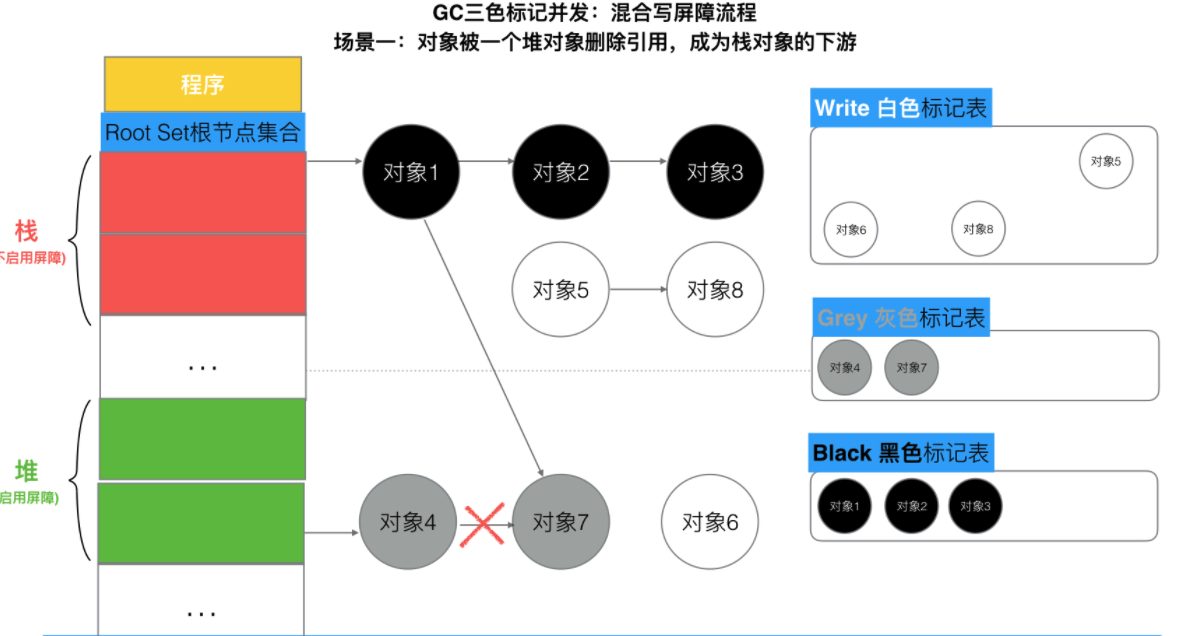 GC三色标记并发：混合写屏障流程
场景一：对象被一个堆对象删除引用，成为栈对象的下游
程序
Root Set根节点集合
栈
不启用屏障)
...
堆
启用屏障)
...
对象1
对象2
对象3
对象5
对象8
对象4
对象7
对象6
Write 白色标记表
对象5
对象6
对象8
Grey 灰色标记表
对象4
对象7
Black 黑色标记表
对象1
对象2
对象3